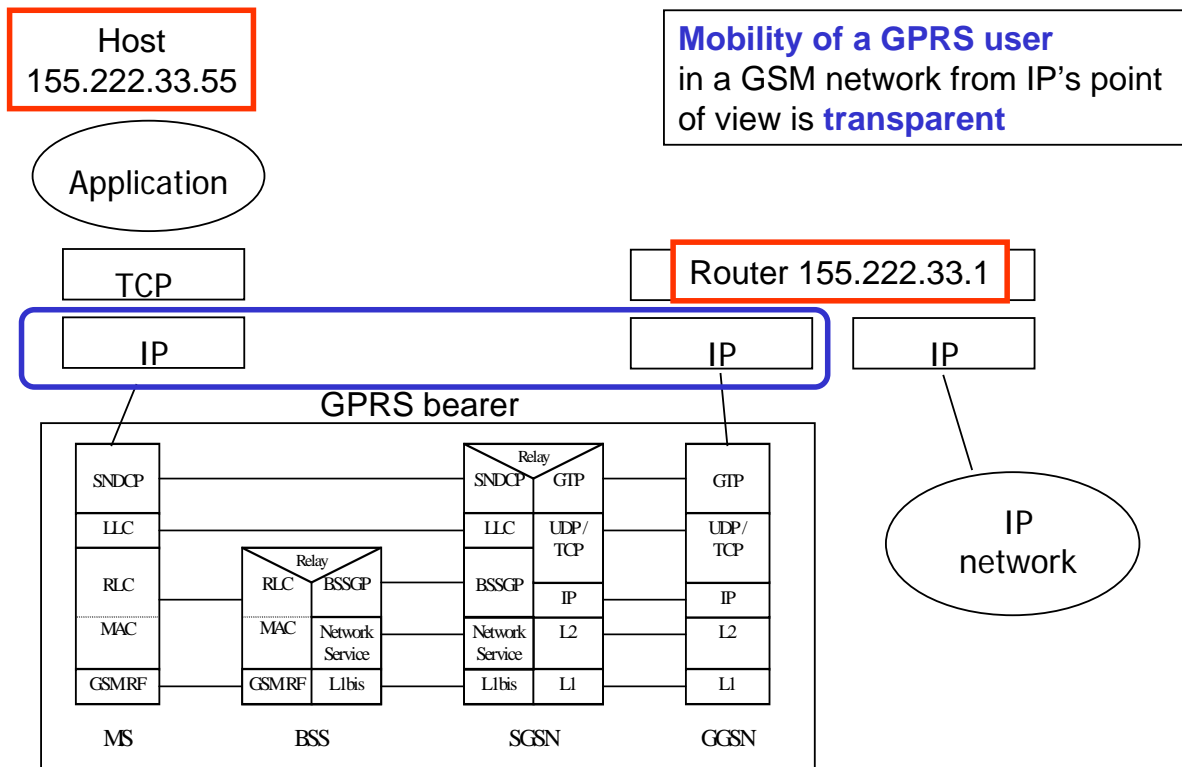 Host
155.222.33.55
Mobility of a GPRS user
in a GSM network from IP's point
of view is transparent
Application
TCP
Router 155.222.33.1
IP
IP
IP
GPRS bearer
SNDCP
Relay
SNDCP
GTP
GTP
LLC
LLC
UDP /
TCP
UDP /
TCP
IP
network
Relay
RLC
RLC
BSSGP
BSSGP
IP
IP
MAC
MAC
Network
Service
Network
Service
L2
L2
GSM RF
GSM RF
L1bis
L1bis
L1
L1
MS
BSS
SGSN
GGSN